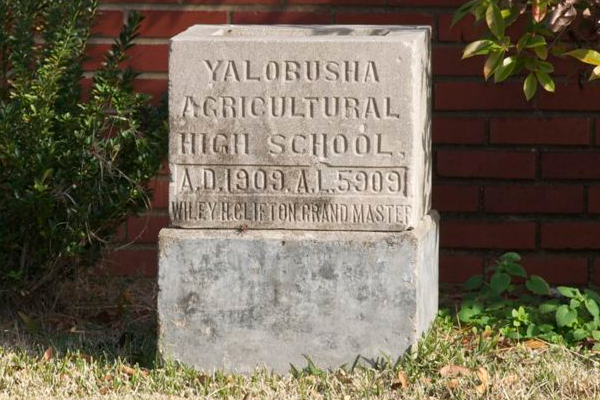 YALOBUSHA
AGRICULTURAL
HIGH SCHOOL,
A.D.1909.A.L.5909
WILEY.H.CLIFTON.GRAND MASTER